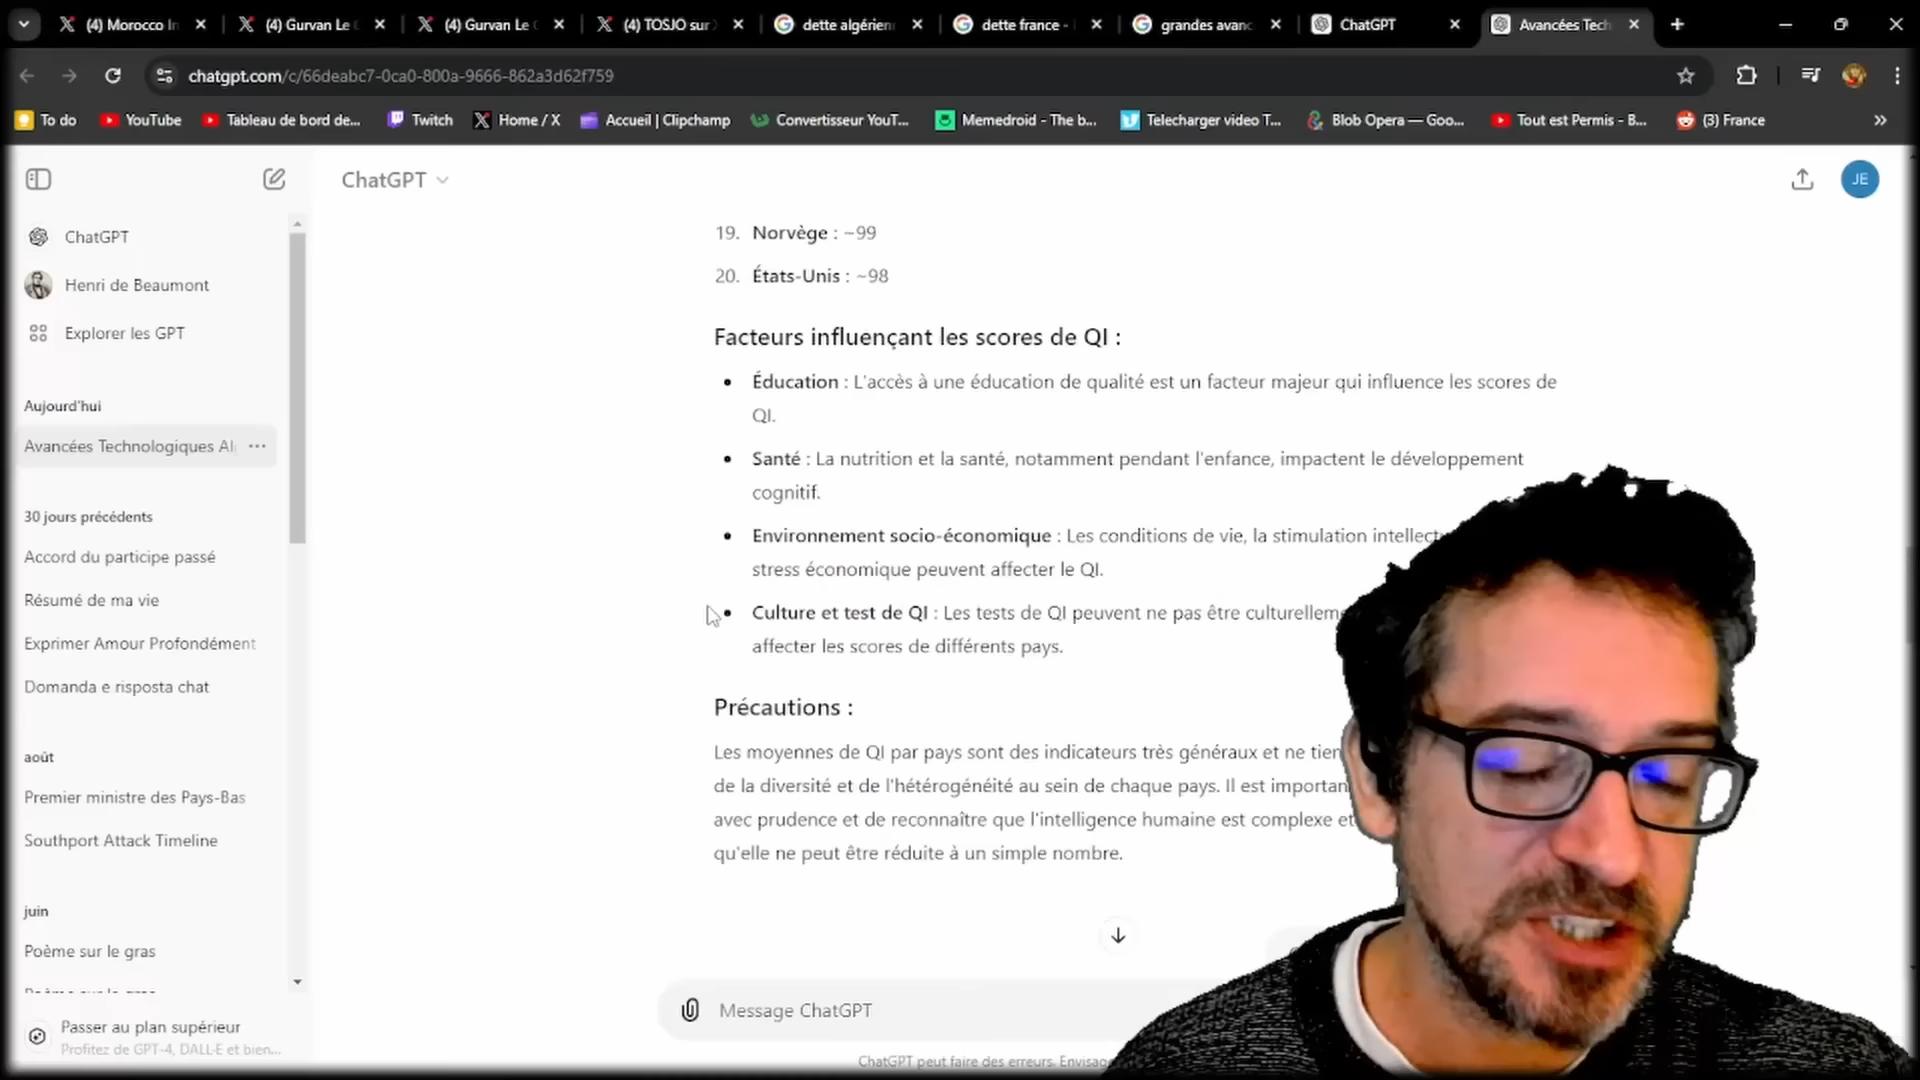 (4) Morocco In
(4) Gurvan Le
(4) Gurvan Le
(4) TOSJO sur
dette algérien
dette france -
grandes avanc
ChatGPT
Avancées Tech
chatgpt.com/c/66deabc7-0ca0-800a-9666-862a3d62f759
To do
YouTube
Tableau de bord de...
Twitch
Home / X
Accueil | Clipchamp
Convertisseur YouT...
Memedroid - The b...
Telecharger video T...
Blob Opera — Goo...
Tout est Permis - B...
(3) France
ChatGPT
JE
ChatGPT
Henri de Beaumont
Explorer les GPT
Aujourd'hui
Avancées Technologiques Al
30 jours précédents
Accord du participe passé
Résumé de ma vie
Exprimer Amour Profondément
Domanda e risposta chat
août
Premier ministre des Pays-Bas
Southport Attack Timeline
juin
Poème sur le gras
Passer au plan supérieur
Profitez de GPT-4, DALL·E et bien...
19. Norvège : ~99
20. États-Unis : ~98
Facteurs influençant les scores de QI :
• Éducation : L'accès à une éducation de qualité est un facteur majeur qui influence les scores de
QI.
• Santé : La nutrition et la santé, notamment pendant l'enfance, impactent le développement
cognitif.
• Environnement socio-économique : Les conditions de vie, la stimulation intellect
stress économique peuvent affecter le QI.
• Culture et test de QI : Les tests de QI peuvent ne pas être culturelleme
affecter les scores de différents pays.
Précautions :
Les moyennes de QI par pays sont des indicateurs très généraux et ne tien
de la diversité et de l'hétérogénéité au sein de chaque pays. Il est importan
avec prudence et de reconnaître que l'intelligence humaine est complexe et
qu'elle ne peut être réduite à un simple nombre.
Message ChatGPT
ChatGPT peut faire des erreurs. Envisa